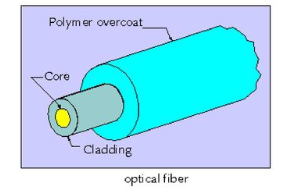 Polymer overcoat
Core
Cladding
optical fiber